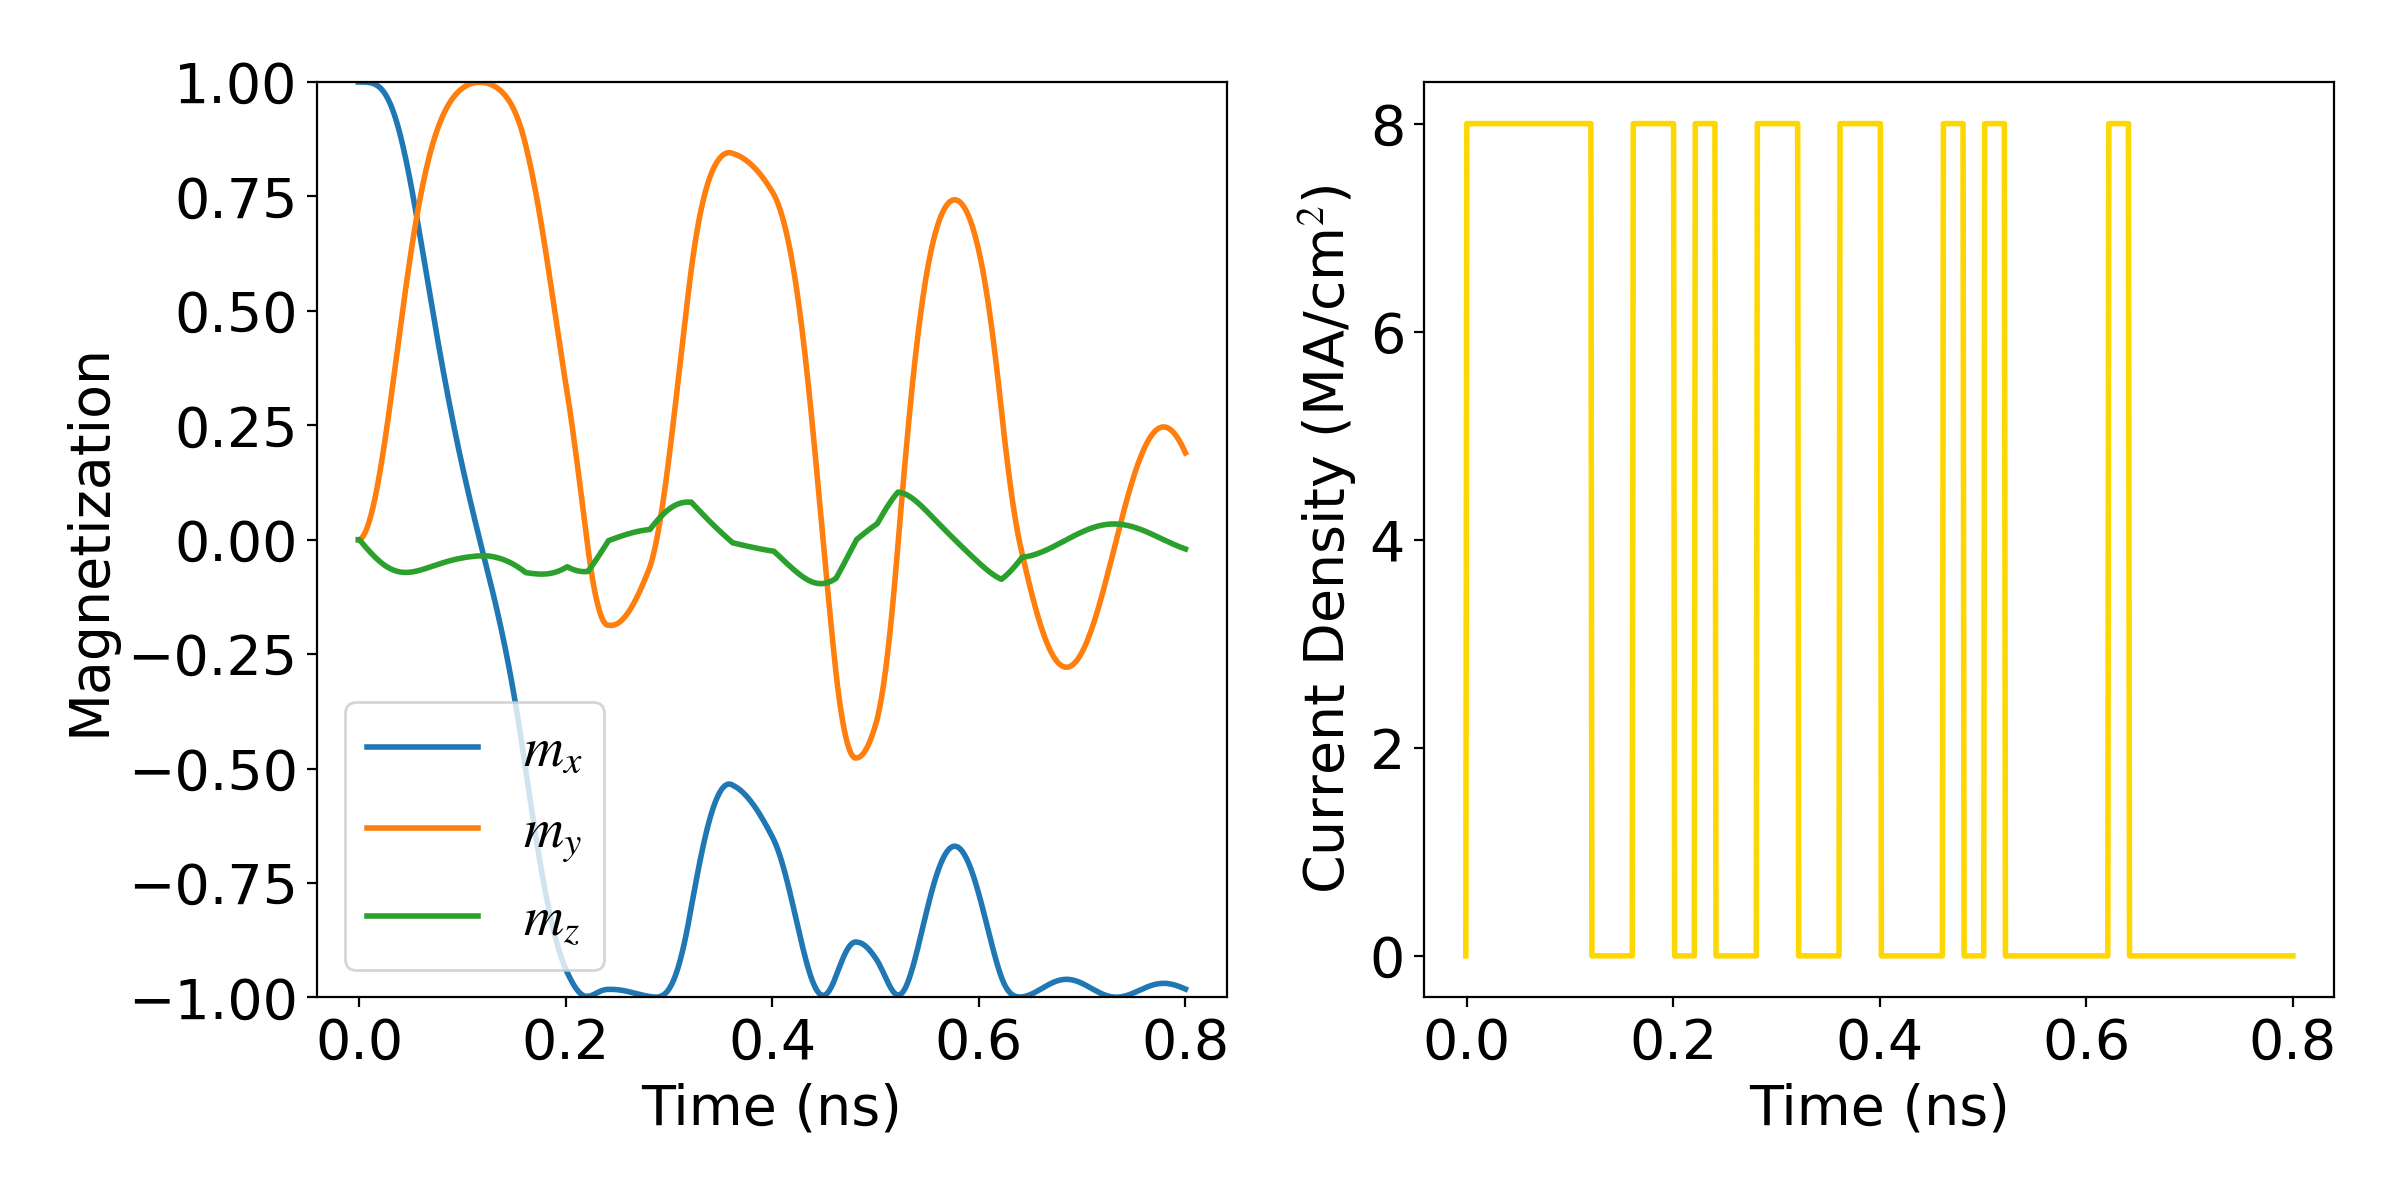 Magnetization
1.00
0.75
0.50
0.25
0.00
−0.25
−0.50
−0.75
−1.00
0.0 0.2 0.4 0.6 0.8
Time (ns)
m_x
m_y
m_z
Current Density (MA/cm²)
8
6
4
2
0
0.0 0.2 0.4 0.6 0.8
Time (ns)